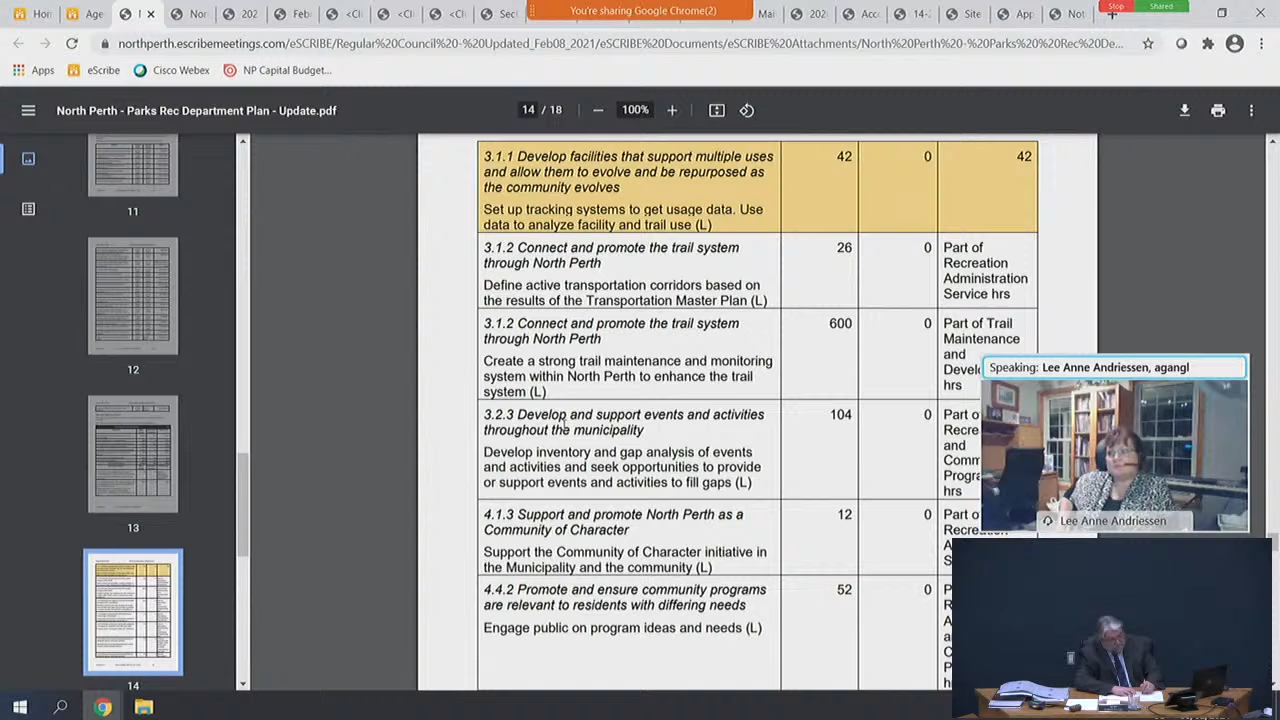 You're sharing Google Chrome(2)
Stop
Shared
northperth.escribemeetings.com/eSCRIBE/Regular%20Council%20-%20Updated_Feb08_2021/eSCRIBE%20Documents/eSCRIBE%20Attachments/North%20Perth%20-%20Parks%20%20Rec%20De...
Apps
eScribe
Cisco Webex
NP Capital Budget...
North Perth - Parks Rec Department Plan - Update.pdf
14 / 18
100%
11
12
13
14
3.1.1 Develop facilities that support multiple uses
and allow them to evolve and be repurposed as
the community evolves
Set up tracking systems to get usage data. Use
data to analyze facility and trail use (L)
42
0
42
3.1.2 Connect and promote the trail system
through North Perth
Define active transportation corridors based on
the results of the Transportation Master Plan (L)
26
0
Part of
Recreation
Administration
Service hrs
3.1.2 Connect and promote the trail system
through North Perth
Create a strong trail maintenance and monitoring
system within North Perth to enhance the trail
system (L)
600
0
Part of Trail
Maintenance
and
hrs
3.2.3 Develop and support events and activities
throughout the municipality
Develop inventory and gap analysis of events
and activities and seek opportunities to provide
or support events and activities to fill gaps (L)
104
0
and
hrs
4.1.3 Support and promote North Perth as a
Community of Character
Support the Community of Character initiative in
the Municipality and the community (L)
12
0
4.4.2 Promote and ensure community programs
are relevant to residents with differing needs
Engage public on program ideas and needs (L)
52
0
Speaking: Lee Anne Andriessen, agangl
Lee Anne Andriessen